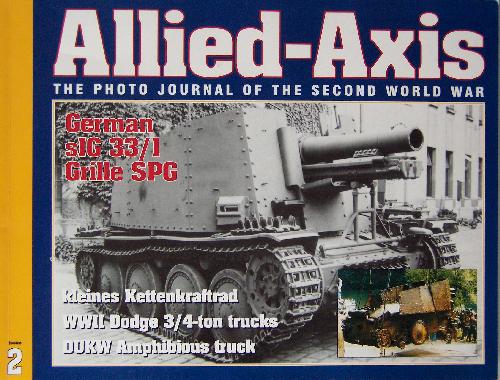 Allied-Axis
THE PHOTO JOURNAL OF THE SECOND WORLD WAR
German
sIG 33/1
Grille SPG
kleines Kettenkraftrad
WWII Dodge 3/4-ton trucks
DUKW Amphibious truck
Issue
2